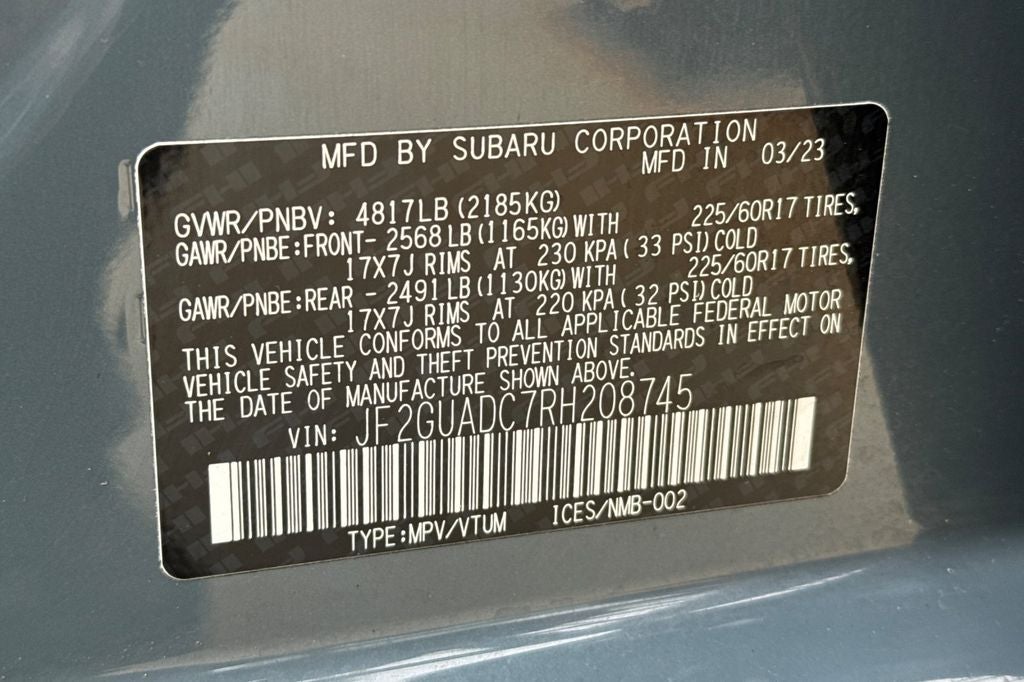 MFD BY SUBARU CORPORATION
MFD IN 03/23
GVWR/PNBV: 4817LB (2185KG)
GAWR/PNBE:FRONT- 2568 LB (1165KG) WITH 225/60R17 TIRES,
17X7J RIMS AT 230 KPA ( 33 PSI) COLD
GAWR/PNBE:REAR - 2491 LB (1130KG) WITH 225/60R17 TIRES,
17X7J RIMS AT 220 KPA ( 32 PSI) COLD
THIS VEHICLE CONFORMS TO ALL APPLICABLE FEDERAL MOTOR
VEHICLE SAFETY AND THEFT PREVENTION STANDARDS IN EFFECT ON
THE DATE OF MANUFACTURE SHOWN ABOVE.
VIN: JF2GUADC7RH208745
TYPE:MPV/VTUM ICES/NMB-002